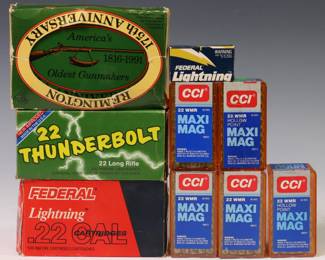 175th ANNIVERSARY
America's
1816-1991
Oldest Gunmakers
REMINGTON
FEDERAL
Lightning
22
THUNDERBOLT
22 Long Rifle
FEDERAL
Lightning
.22 CAL
CARTRIDGES
CCI
22 WMR
MAXI
MAG
CCI
22 WMR
HOLLOW
POINT
MAXI
MAG
CCI
22 WMR
MAXI
MAG
CCI
22 WMR
MAXI
MAG
CCI
22 WMR
HOLLOW
POINT
MAXI
MAG